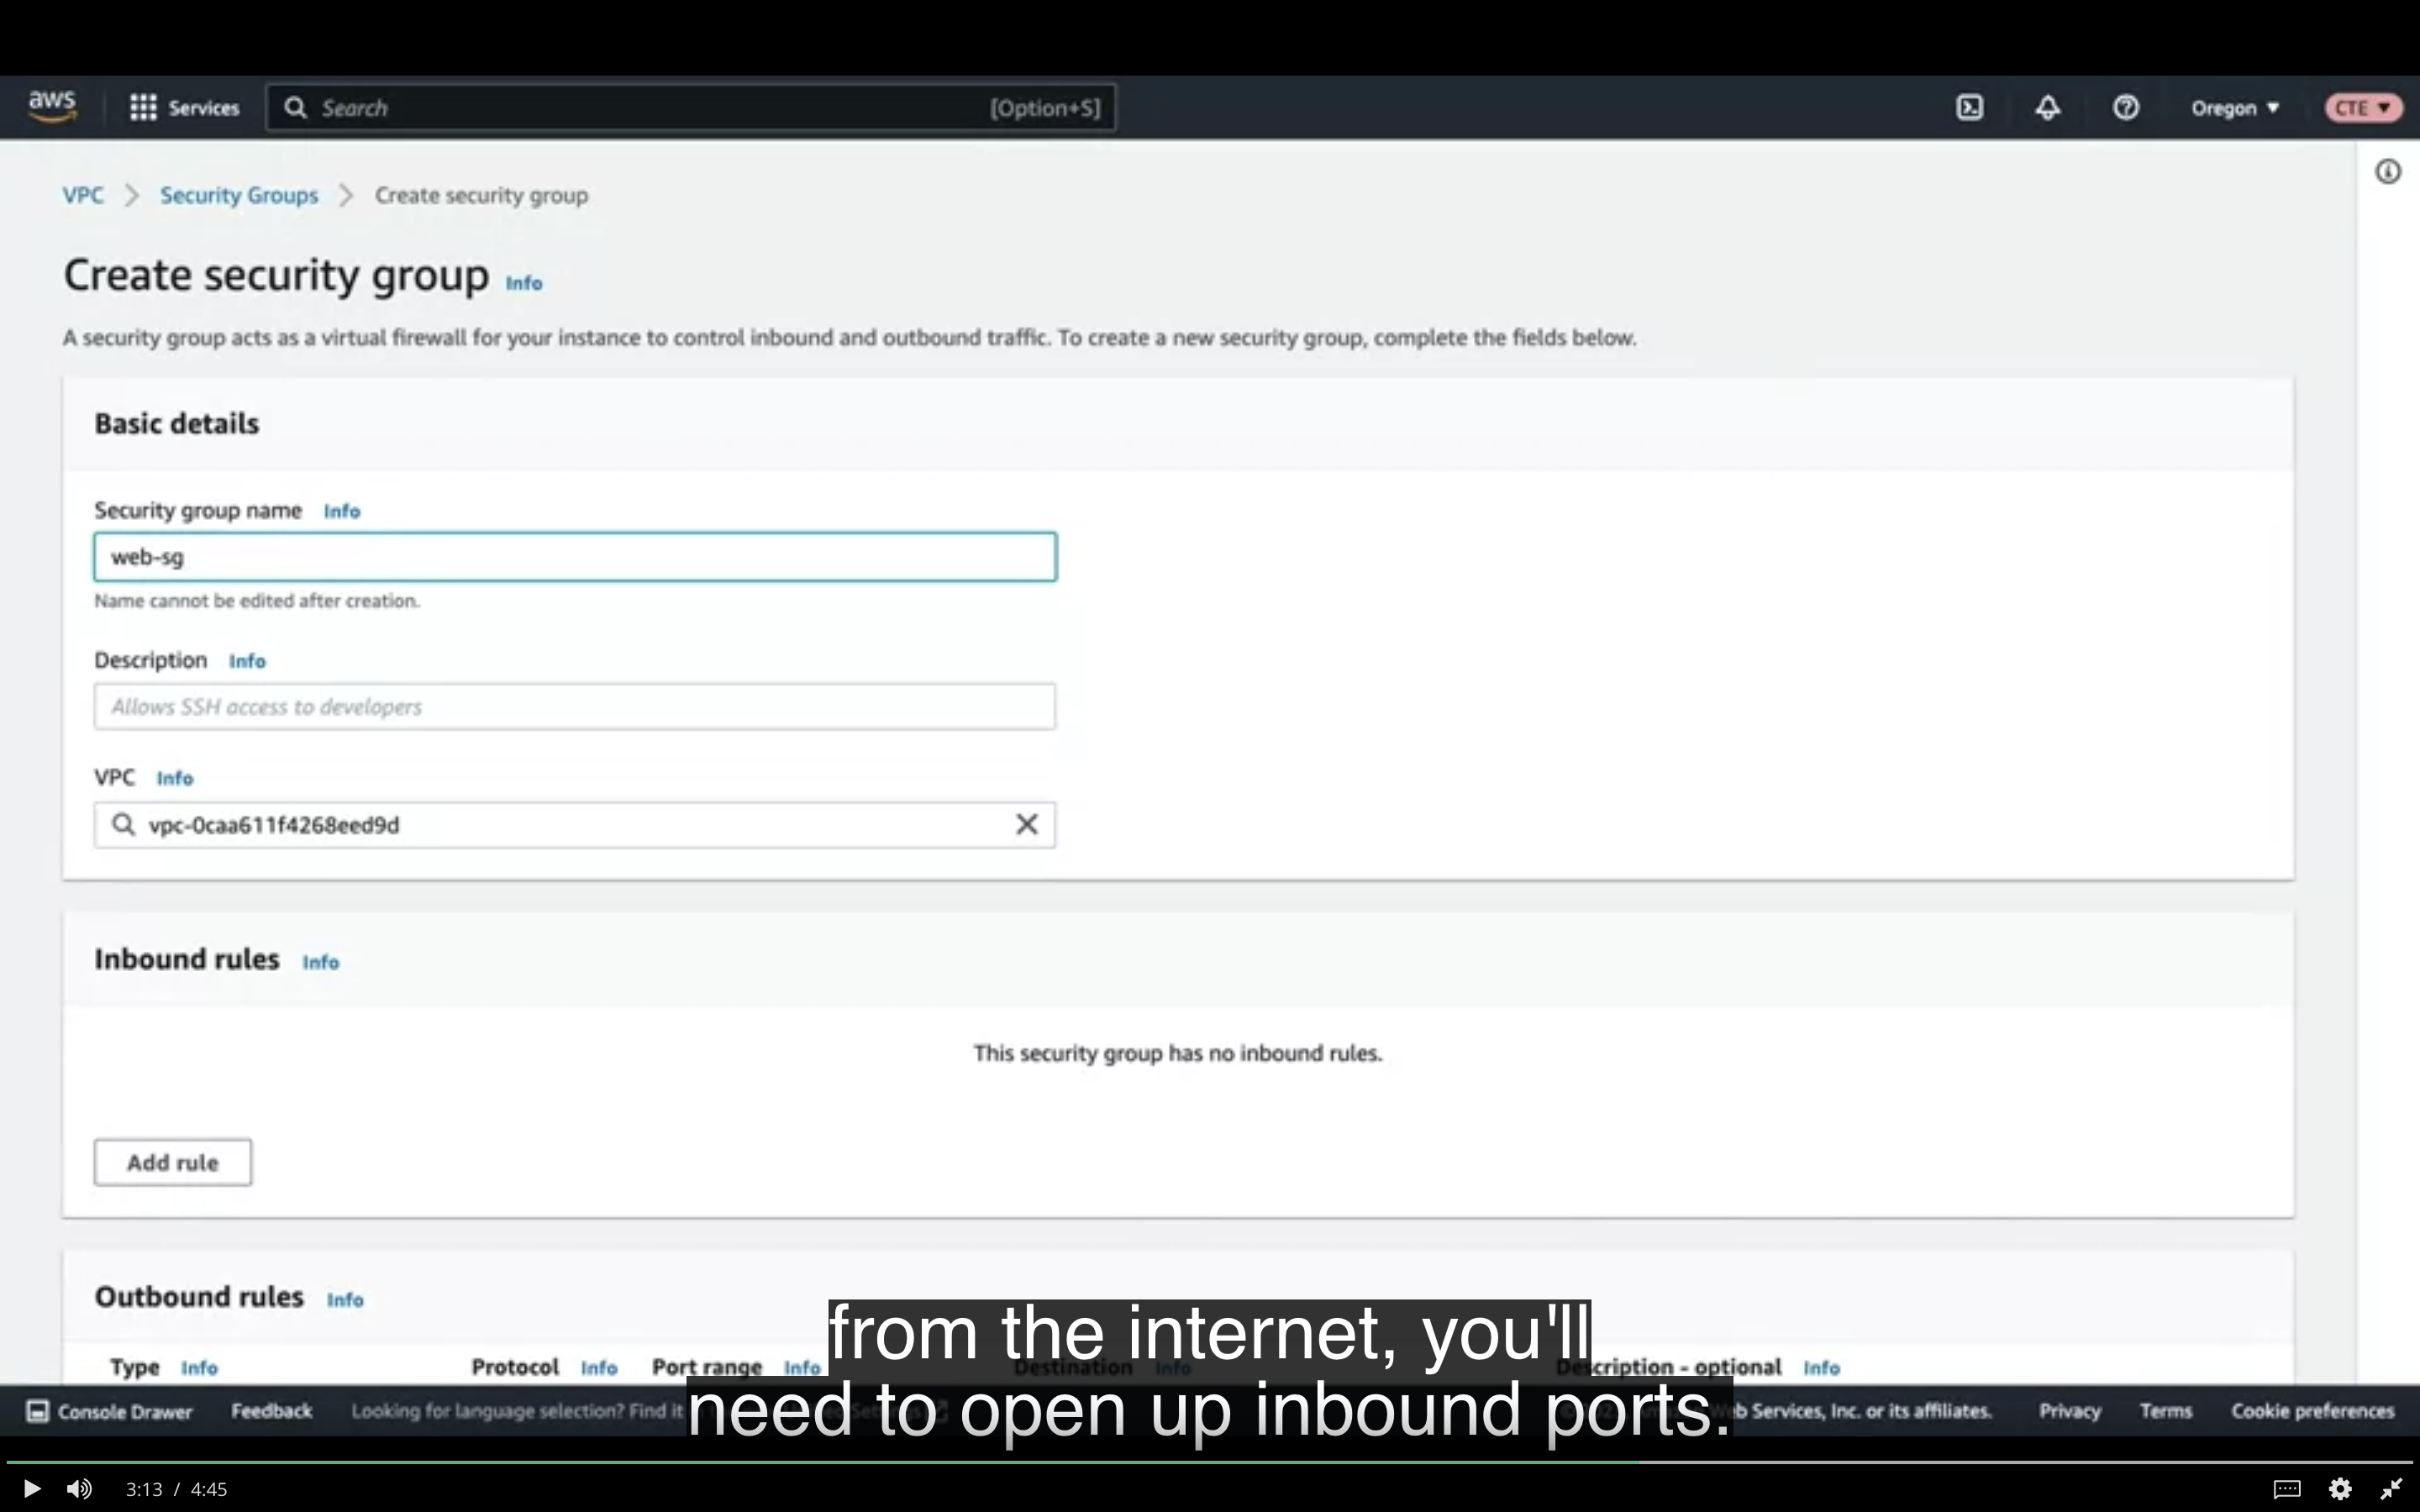 aws
Services
Search
[Option+S]
Oregon
CTE
VPC
Security Groups
Create security group
Create security group Info
A security group acts as a virtual firewall for your instance to control inbound and outbound traffic. To create a new security group, complete the fields below.
Basic details
Security group name Info
web-sg
Name cannot be edited after creation.
Description Info
Allows SSH access to developers
VPC Info
vpc-0caa611f4268eed9d
Inbound rules Info
This security group has no inbound rules.
Add rule
Outbound rules Info
Type Info Protocol Info Port range Info Destination Info Description - optional Info
from the internet, you'll
need to open up inbound ports.
Console Drawer Feedback Looking for language selection? Find it Services, Inc. or its affiliates. Privacy Terms Cookie preferences
3:13 / 4:45